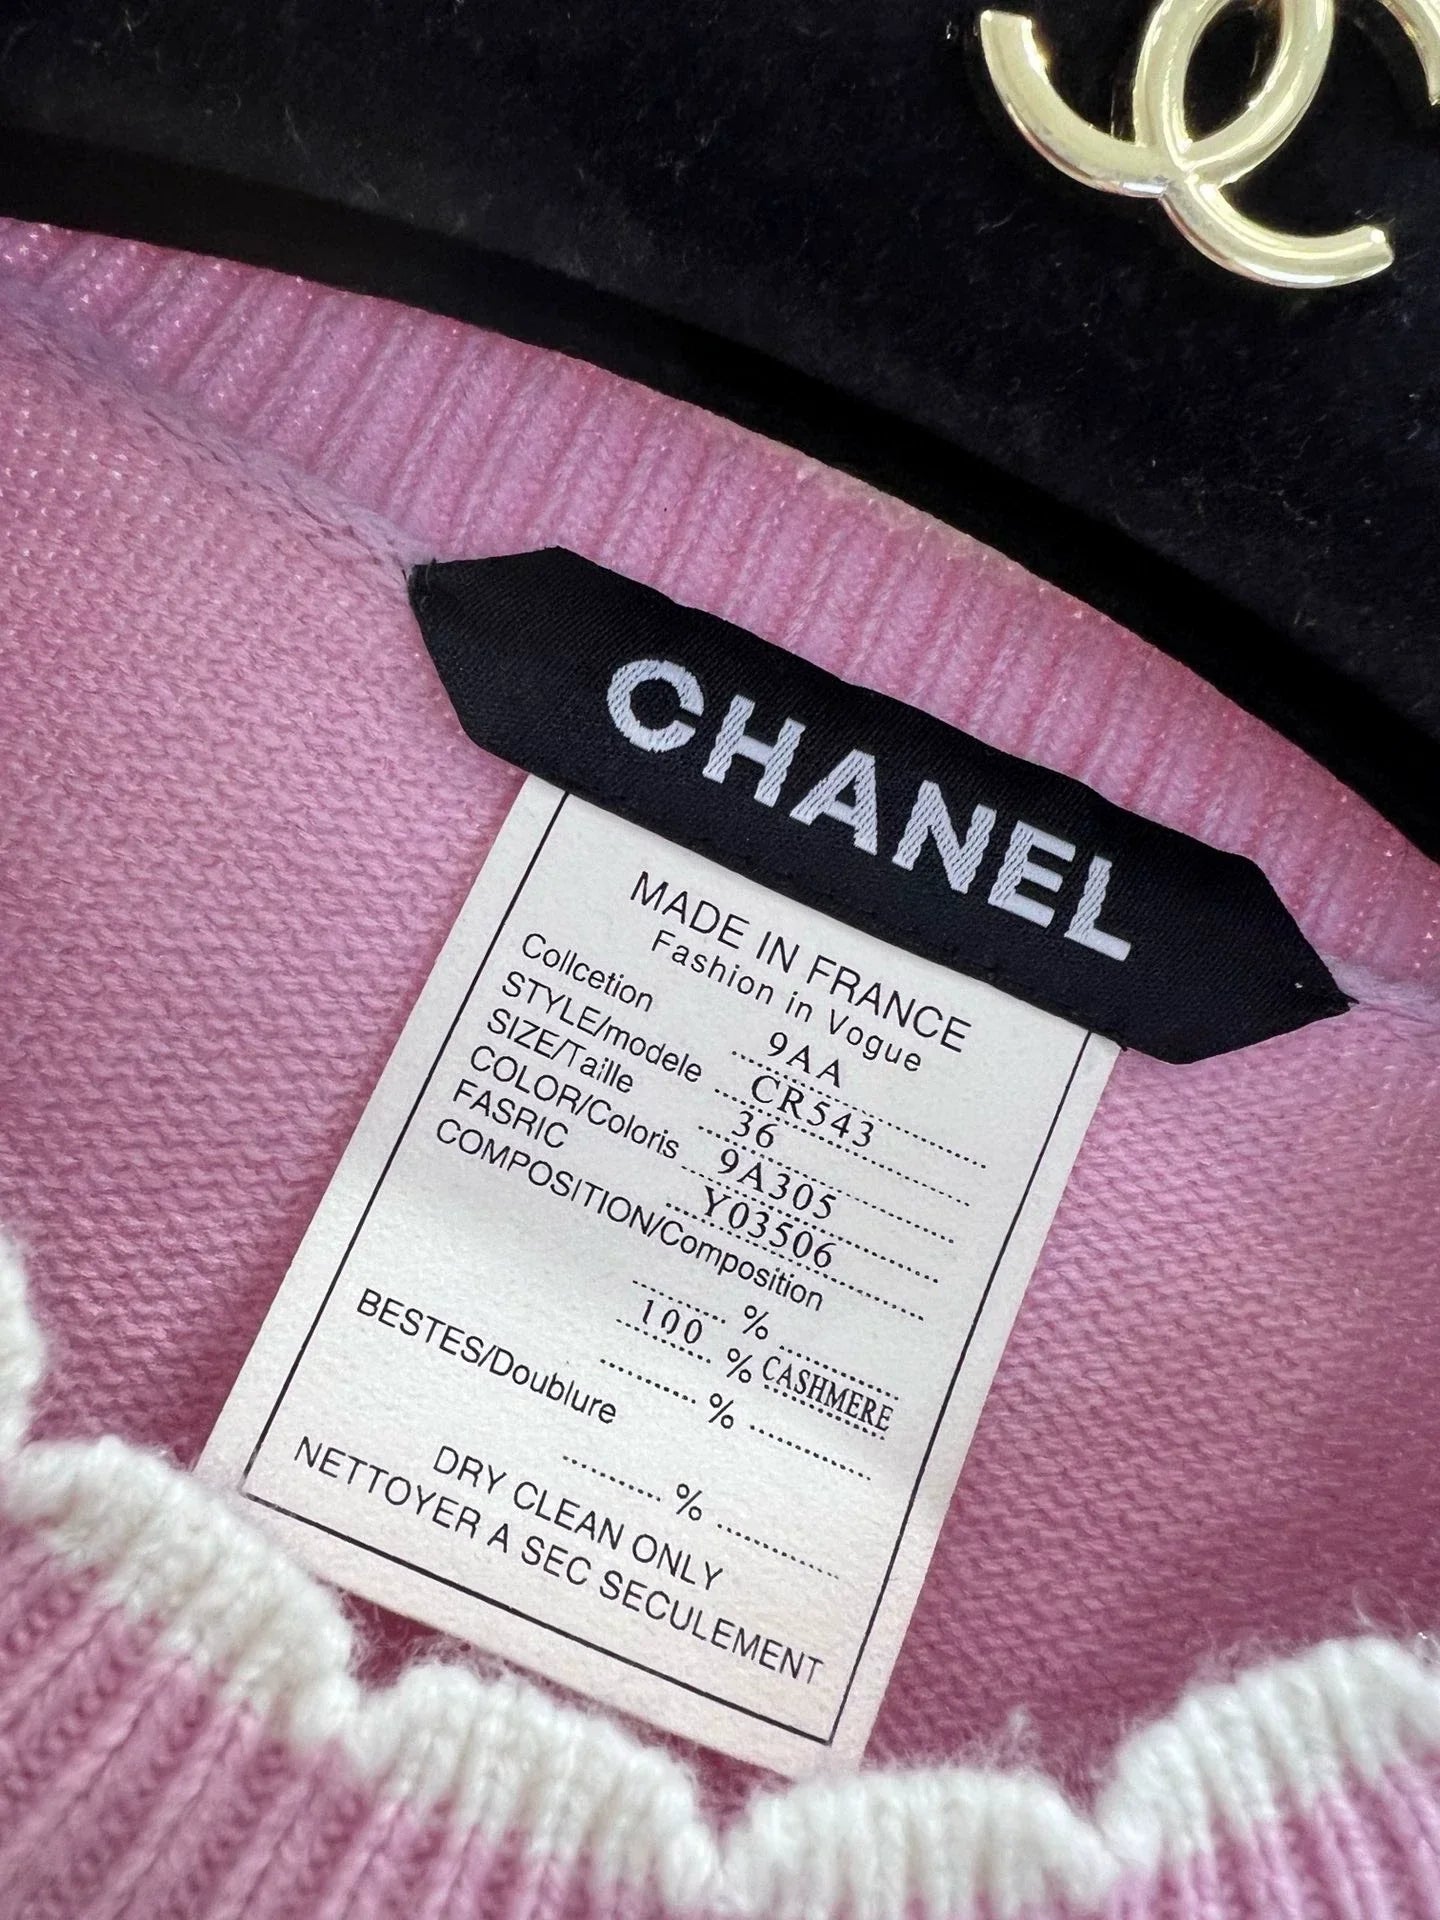 CHANEL
MADE IN FRANCE
Fashion in Vogue
Collcetion 9AA
STYLE/modele CR543
SIZE/Taille 36
COLOR/Coloris 9A305
FASRIC Y03506
COMPOSITION/Composition
%
100 % CASHMERE
%
BESTES/Doublure
%
DRY CLEAN ONLY
NETTOYER A SEC SECULEMENT